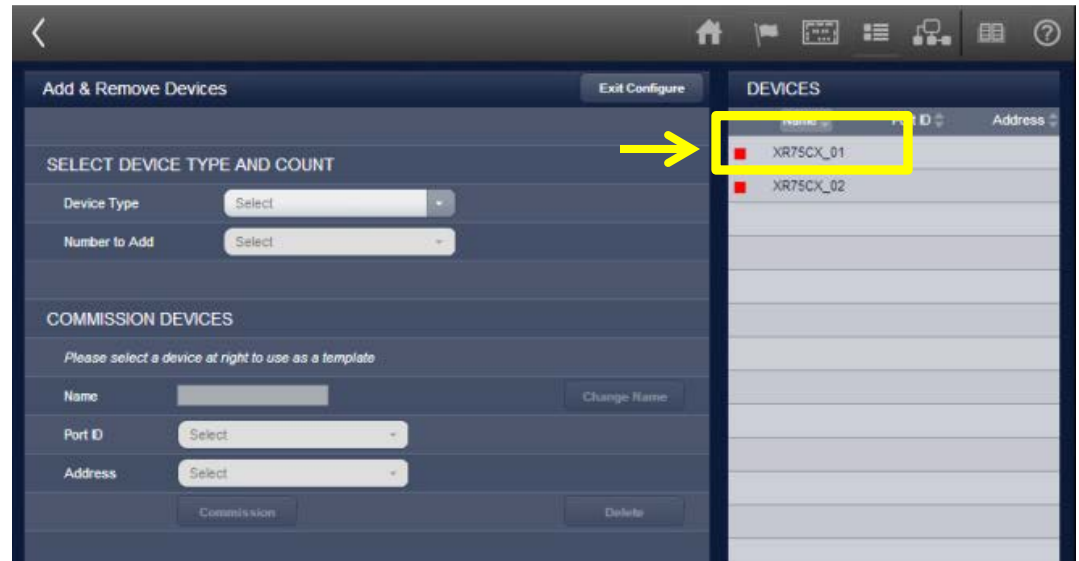 Add & Remove Devices
Exit Configure
SELECT DEVICE TYPE AND COUNT
Device Type
Select
Number to Add
Select
COMMISSION DEVICES
Please select a device at right to use as a template
Name
Change Name
Port ID
Select
Address
Select
Commission
Delete
DEVICES
Name
ID
Address
XR75CX_01
XR75CX_02